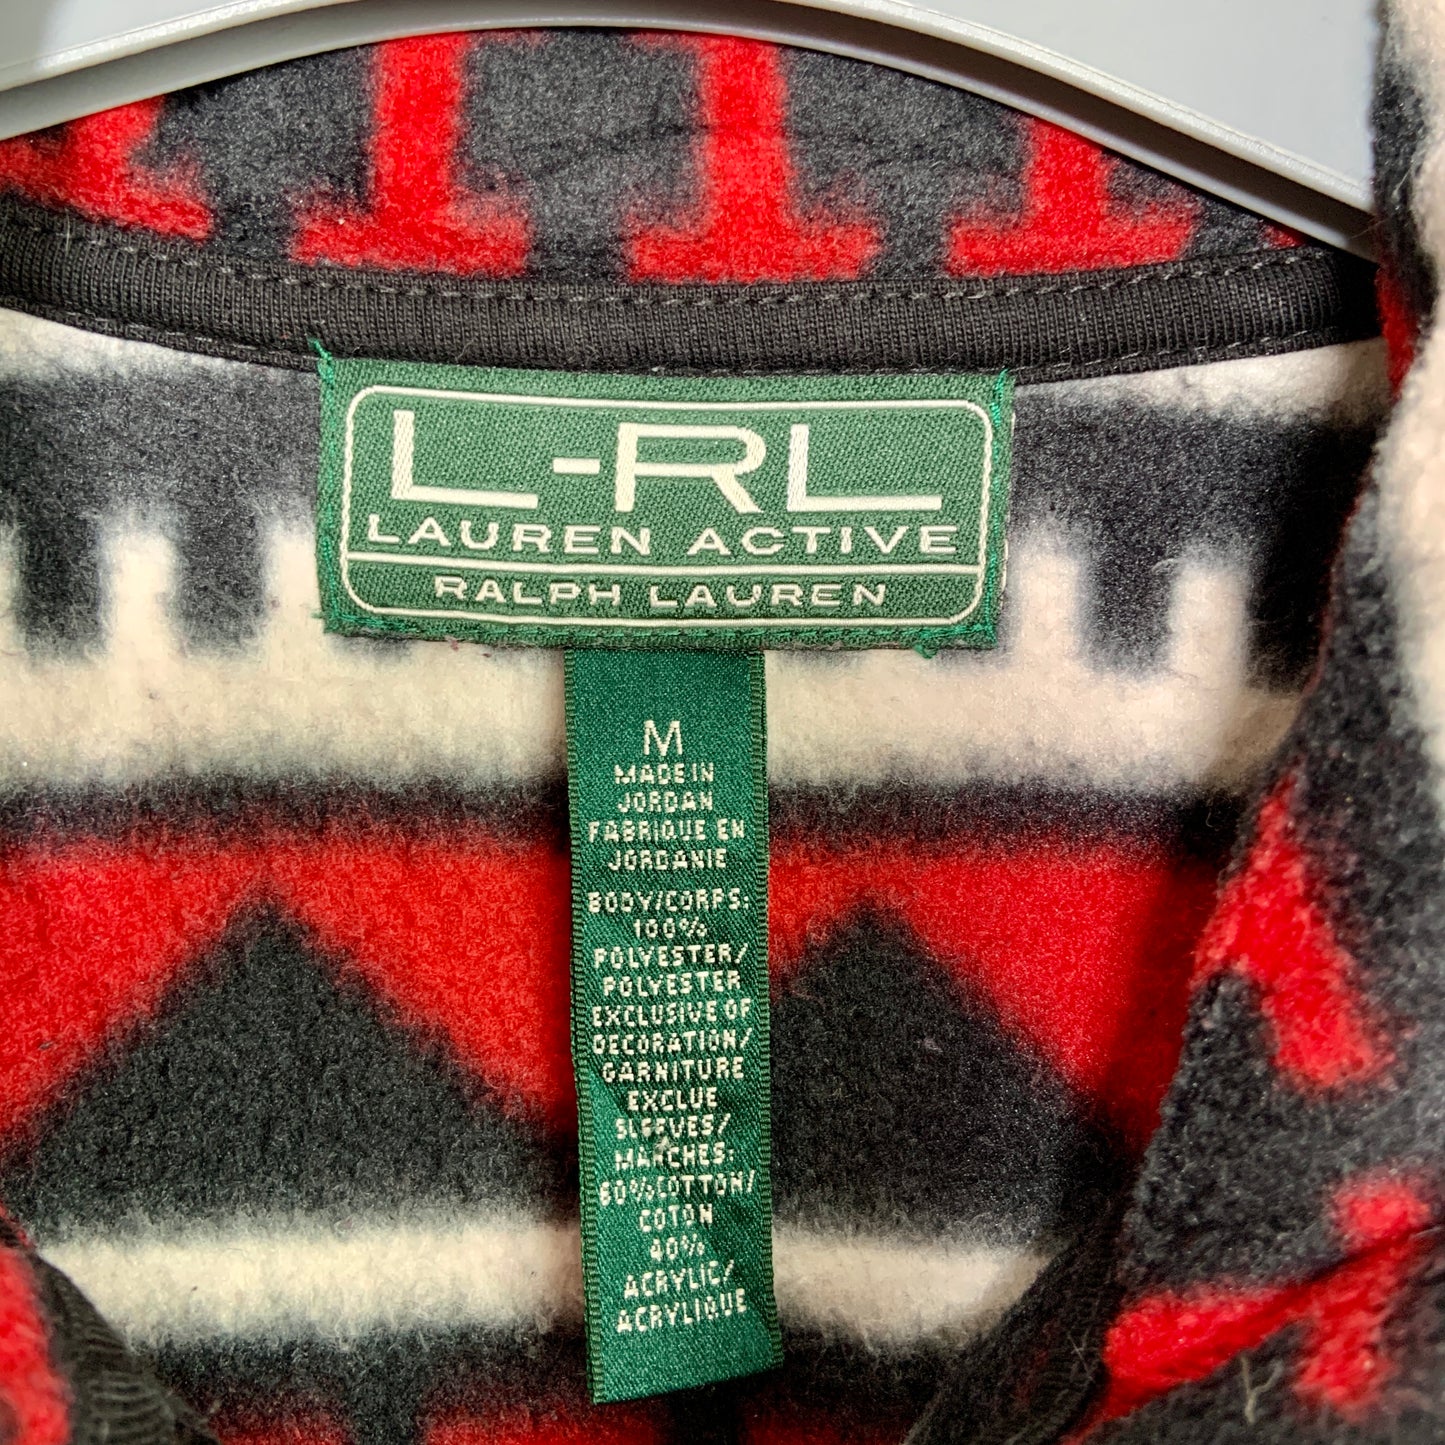 L-RL
LAUREN ACTIVE
RALPH LAUREN
M
MADE IN
JORDAN
FABRIQUE EN
JORDANIE
BODY/CORPS:
100%
POLYESTER/
POLYESTER
EXCLUSIVE OF
DECORATION/
GARNITURE
EXCLUE
SLEEVES/
MANCHES:
60% COTTON/
COTON
40%
ACRYLIC/
ACRYLIQUE